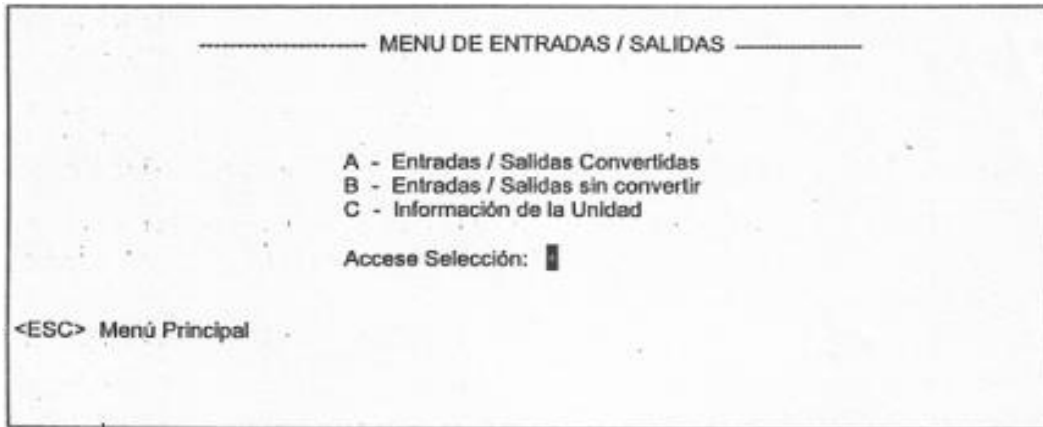 -------------------- MENU DE ENTRADAS / SALIDAS ---------------
A - Entradas / Salidas Convertidas
B - Entradas / Salidas sin convertir
C - Información de la Unidad
Accese Selección:
<ESC> Menú Principal